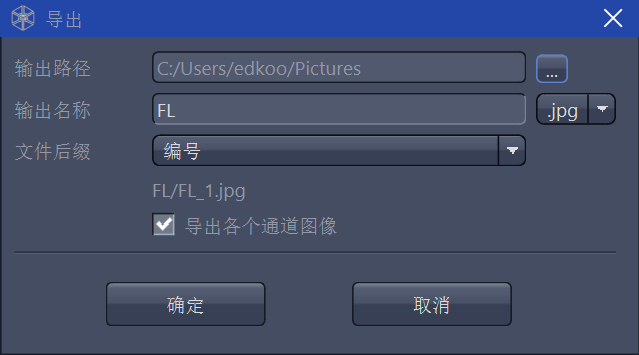 导出
输出路径 C:/Users/edkoo/Pictures ...
输出名称 FL .jpg
文件后缀 编号
FL/FL_1.jpg
导出各个通道图像
确定 取消